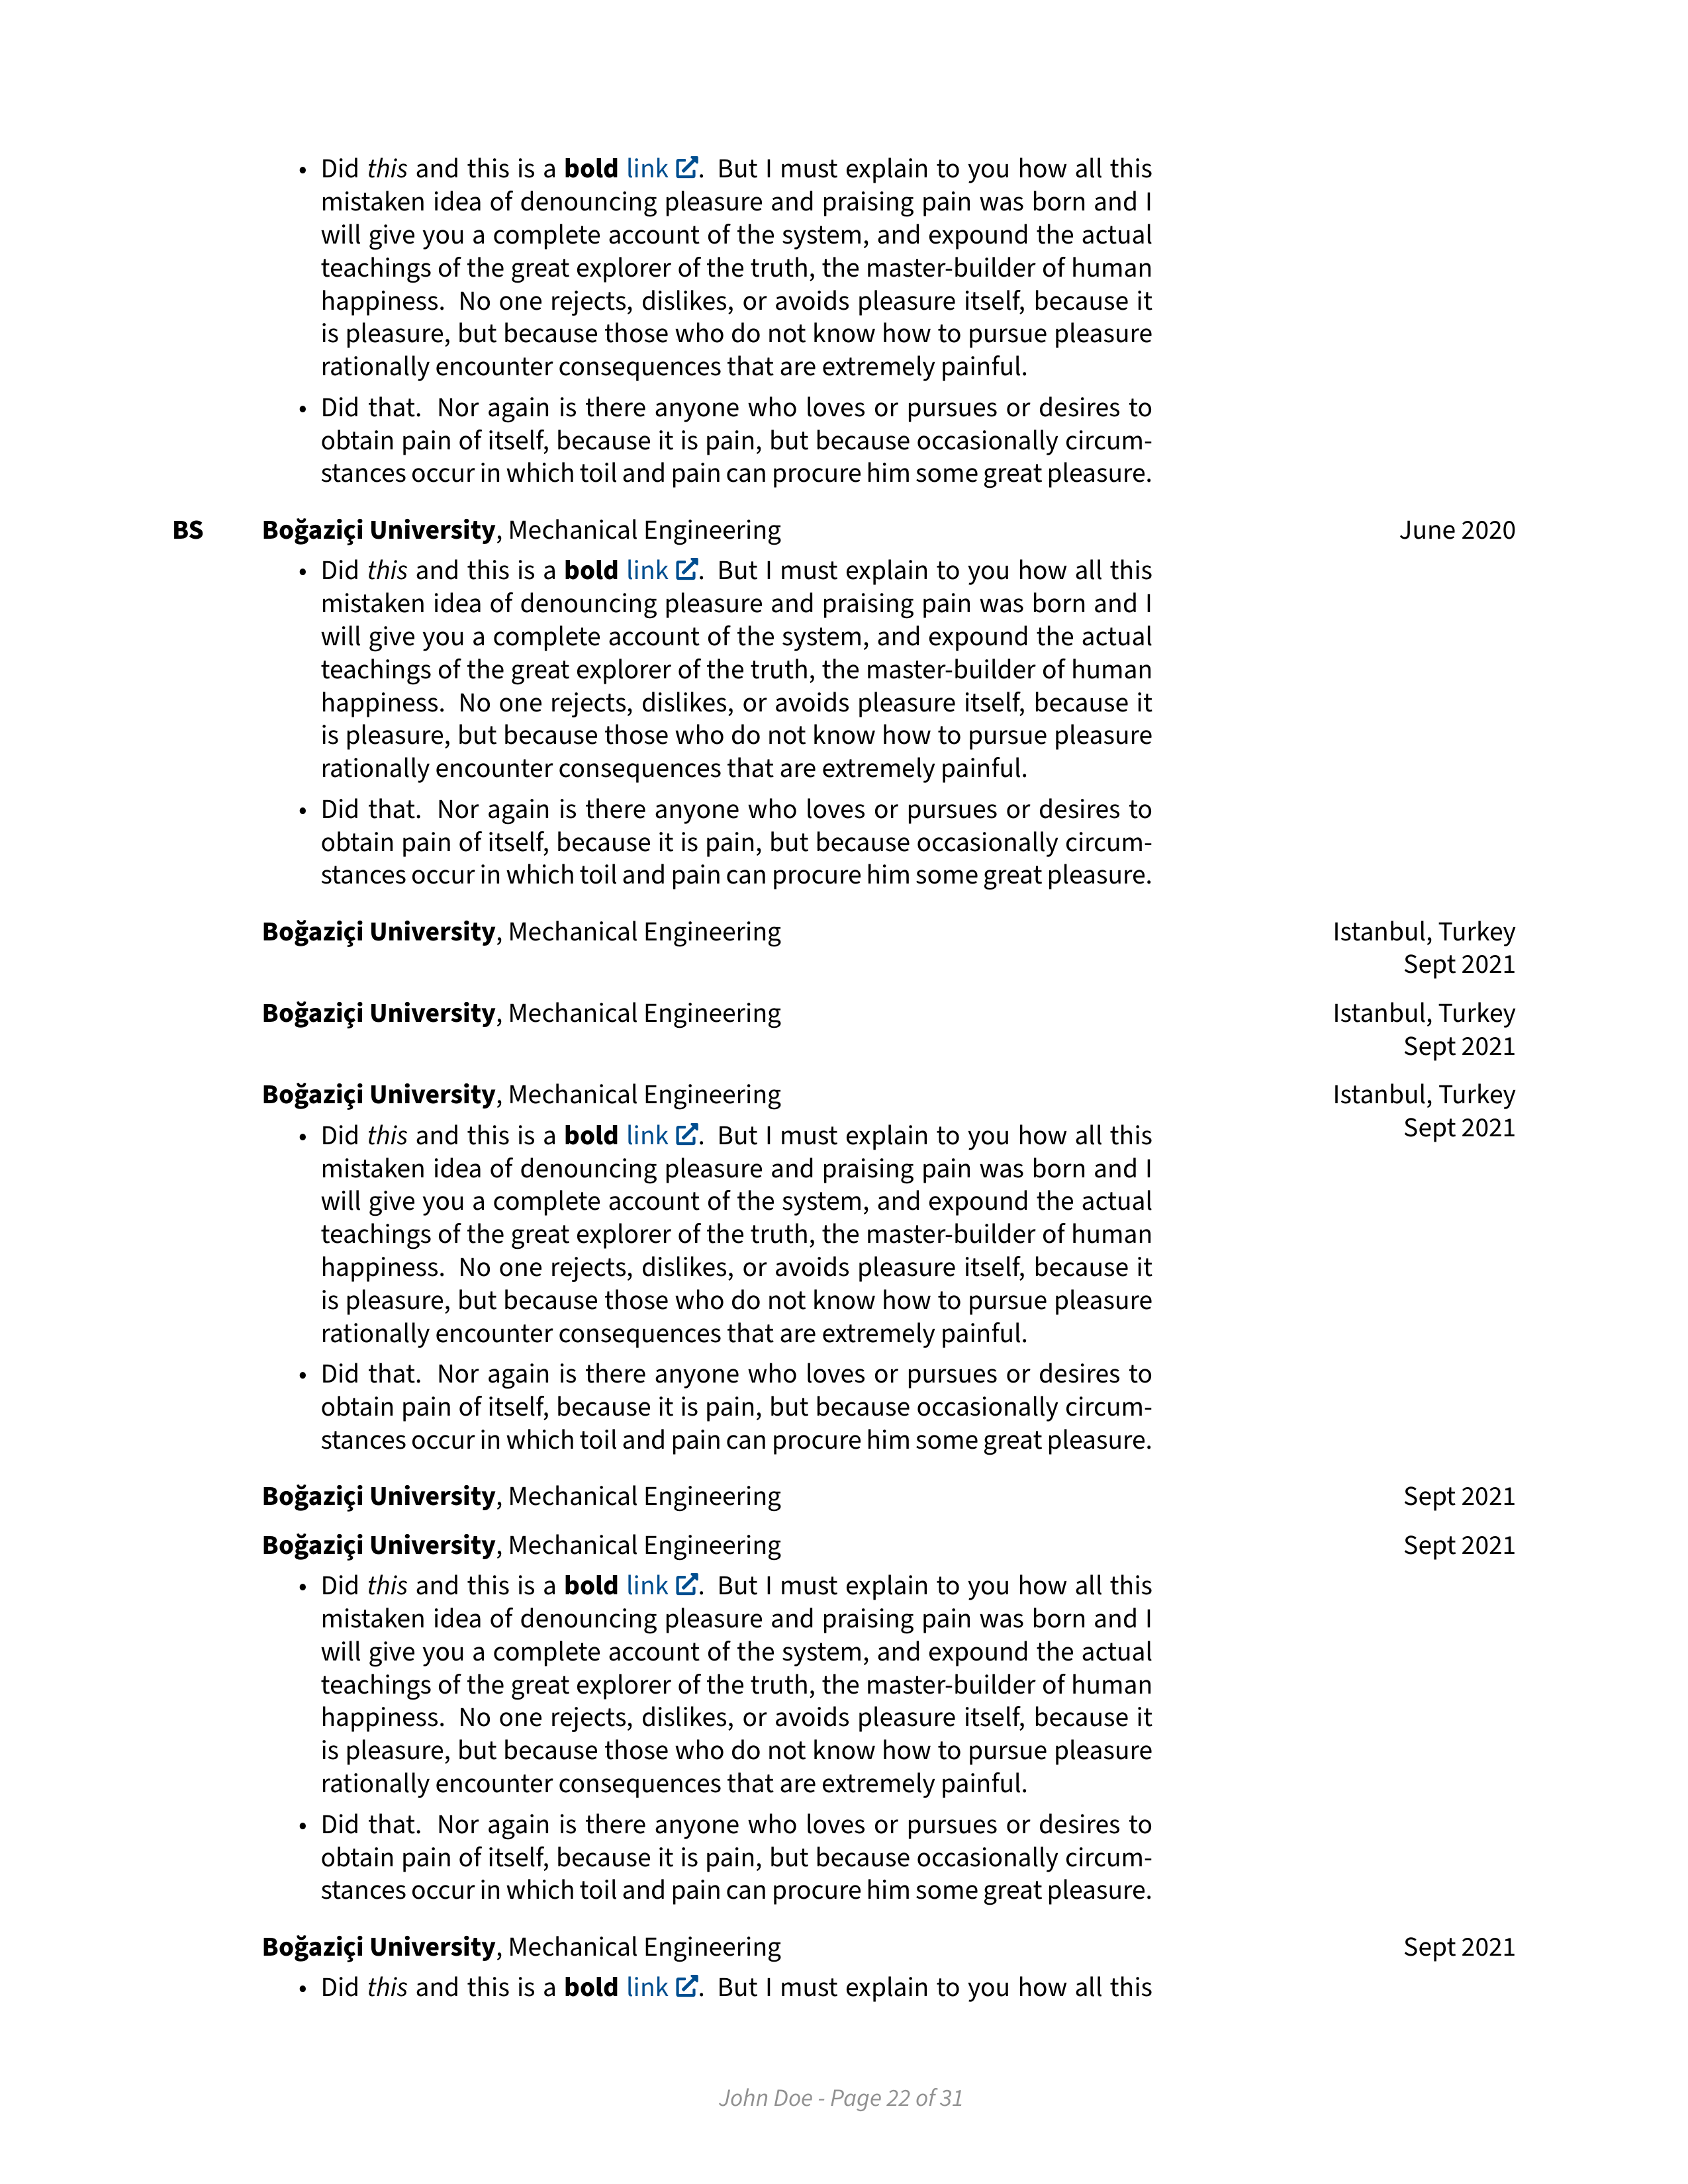 • Did this and this is a bold link. But I must explain to you how all this
mistaken idea of denouncing pleasure and praising pain was born and I
will give you a complete account of the system, and expound the actual
teachings of the great explorer of the truth, the master-builder of human
happiness. No one rejects, dislikes, or avoids pleasure itself, because it
is pleasure, but because those who do not know how to pursue pleasure
rationally encounter consequences that are extremely painful.
• Did that. Nor again is there anyone who loves or pursues or desires to
obtain pain of itself, because it is pain, but because occasionally circum-
stances occur in which toil and pain can procure him some great pleasure.
BS Boğaziçi University, Mechanical Engineering June 2020
• Did this and this is a bold link. But I must explain to you how all this
mistaken idea of denouncing pleasure and praising pain was born and I
will give you a complete account of the system, and expound the actual
teachings of the great explorer of the truth, the master-builder of human
happiness. No one rejects, dislikes, or avoids pleasure itself, because it
is pleasure, but because those who do not know how to pursue pleasure
rationally encounter consequences that are extremely painful.
• Did that. Nor again is there anyone who loves or pursues or desires to
obtain pain of itself, because it is pain, but because occasionally circum-
stances occur in which toil and pain can procure him some great pleasure.
Boğaziçi University, Mechanical Engineering Istanbul, Turkey
Sept 2021
Boğaziçi University, Mechanical Engineering Istanbul, Turkey
Sept 2021
Boğaziçi University, Mechanical Engineering Istanbul, Turkey
Sept 2021
• Did this and this is a bold link. But I must explain to you how all this
mistaken idea of denouncing pleasure and praising pain was born and I
will give you a complete account of the system, and expound the actual
teachings of the great explorer of the truth, the master-builder of human
happiness. No one rejects, dislikes, or avoids pleasure itself, because it
is pleasure, but because those who do not know how to pursue pleasure
rationally encounter consequences that are extremely painful.
• Did that. Nor again is there anyone who loves or pursues or desires to
obtain pain of itself, because it is pain, but because occasionally circum-
stances occur in which toil and pain can procure him some great pleasure.
Boğaziçi University, Mechanical Engineering Sept 2021
Boğaziçi University, Mechanical Engineering Sept 2021
• Did this and this is a bold link. But I must explain to you how all this
mistaken idea of denouncing pleasure and praising pain was born and I
will give you a complete account of the system, and expound the actual
teachings of the great explorer of the truth, the master-builder of human
happiness. No one rejects, dislikes, or avoids pleasure itself, because it
is pleasure, but because those who do not know how to pursue pleasure
rationally encounter consequences that are extremely painful.
• Did that. Nor again is there anyone who loves or pursues or desires to
obtain pain of itself, because it is pain, but because occasionally circum-
stances occur in which toil and pain can procure him some great pleasure.
Boğaziçi University, Mechanical Engineering Sept 2021
• Did this and this is a bold link. But I must explain to you how all this
John Doe - Page 22 of 31